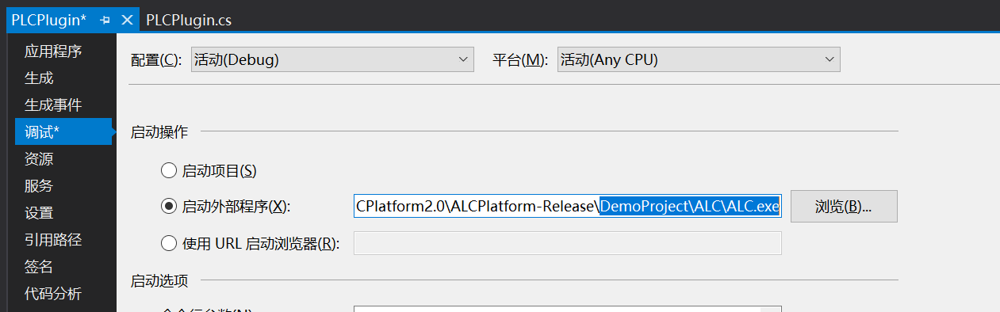 PLCPlugin* PLCPlugin.cs
应用程序
生成
生成事件
调试*
资源
服务
设置
引用路径
签名
代码分析
配置(C): 活动(Debug) 平台(M): 活动(Any CPU)
启动操作
启动项目(S)
启动外部程序(X): CPlatform2.0\ALCPlatform-Release\DemoProject\ALC\ALC.exe 浏览(B)...
使用 URL 启动浏览器(R):
启动选项